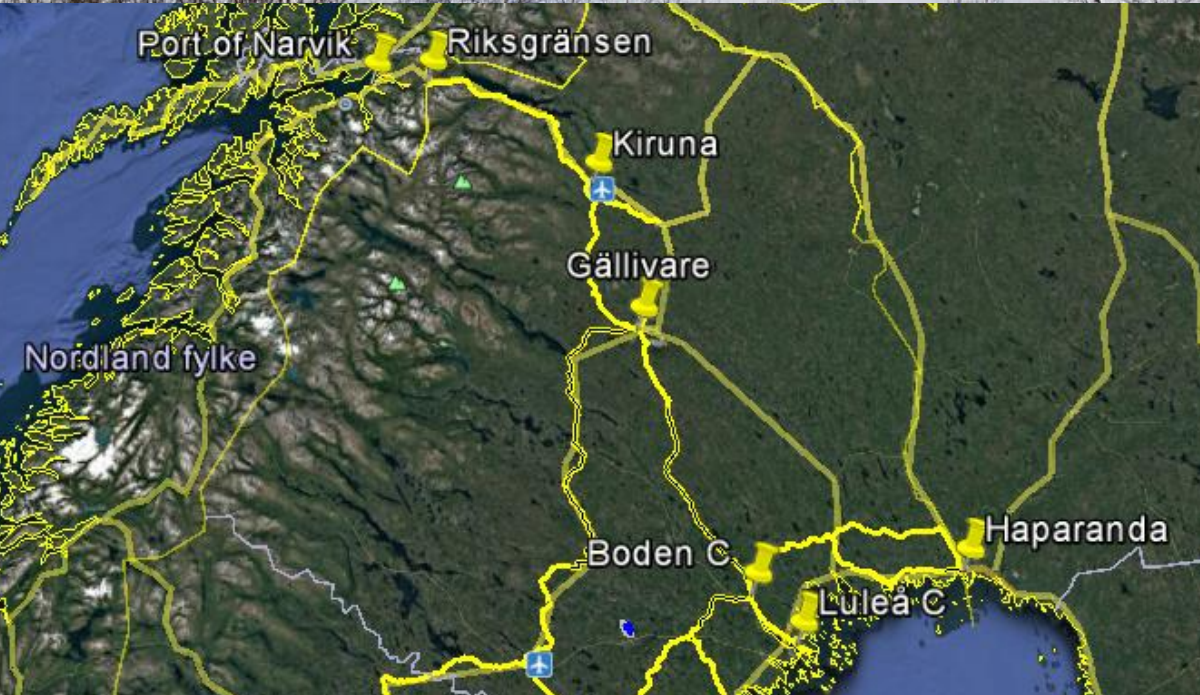 Port of Narvik
Riksgränsen
Kiruna
Gällivare
Nordland fylke
Haparanda
Boden C
Luleå C